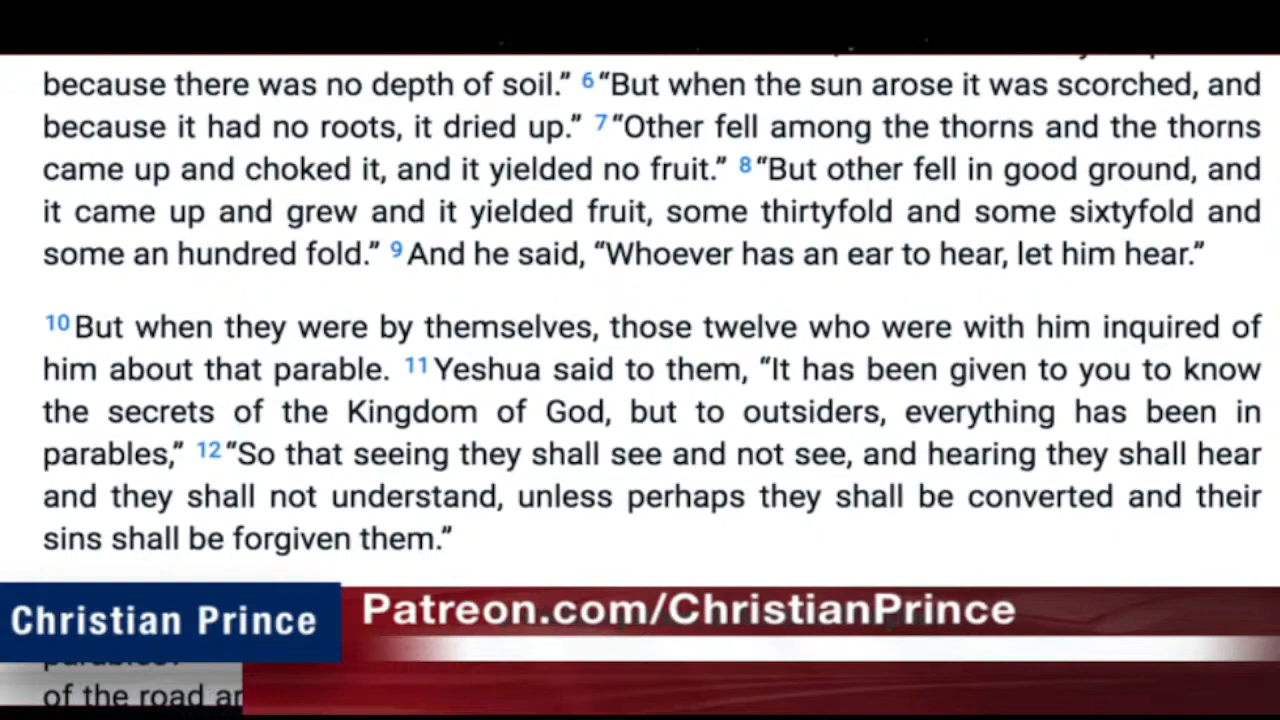 because there was no depth of soil.” 6 “But when the sun arose it was scorched, and
because it had no roots, it dried up.” 7 “Other fell among the thorns and the thorns
came up and choked it, and it yielded no fruit.” 8 “But other fell in good ground, and
it came up and grew and it yielded fruit, some thirtyfold and some sixtyfold and
some an hundred fold.” 9 And he said, “Whoever has an ear to hear, let him hear.”
10 But when they were by themselves, those twelve who were with him inquired of
him about that parable. 11 Yeshua said to them, “It has been given to you to know
the secrets of the Kingdom of God, but to outsiders, everything has been in
parables,” 12 “So that seeing they shall see and not see, and hearing they shall hear
and they shall not understand, unless perhaps they shall be converted and their
sins shall be forgiven them.”
Christian Prince
Patreon.com/ChristianPrince
of the road